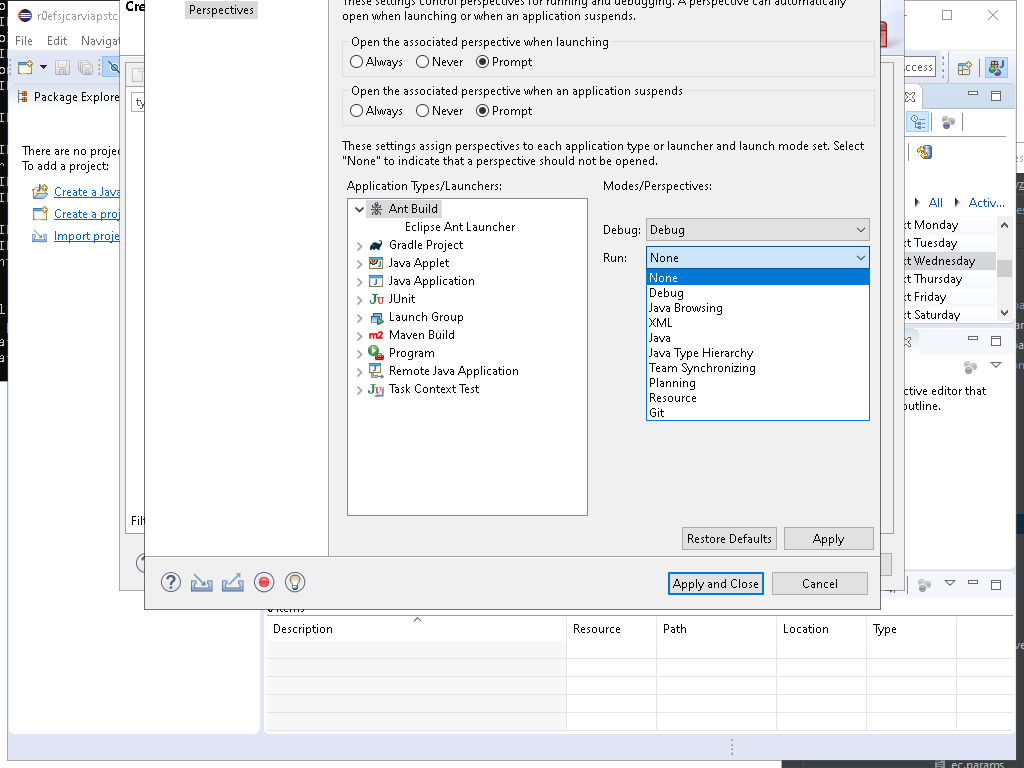 Cre
Perspectives
These settings control perspectives for running and debugging. A perspective can automatically
open when launching or when an application suspends.
r0efsjcarviapstc
File Edit Navigat
Open the associated perspective when launching
Always Never Prompt
Open the associated perspective when an application suspends
Always Never Prompt
These settings assign perspectives to each application type or launcher and launch mode set. Select
"None" to indicate that a perspective should not be opened.
Application Types/Launchers:
Modes/Perspectives:
Ant Build
Eclipse Ant Launcher
Gradle Project
Java Applet
Java Application
JUnit
Launch Group
Maven Build
Program
Remote Java Application
Task Context Test
Debug: Debug
Run: None
None
Debug
Java Browsing
XML
Java
Java Type Hierarchy
Team Synchronizing
Planning
Resource
Git
Restore Defaults Apply
Apply and Close Cancel
Package Explore
ty
There are no projec
To add a project:
Create a Java
Create a proj
Import proje
Filt
ccess
All Activ...
xt Monday
xt Tuesday
xt Wednesday
xt Thursday
xt Friday
xt Saturday
ctive editor that
outline.
0 items
Description Resource Path Location Type
ec.params